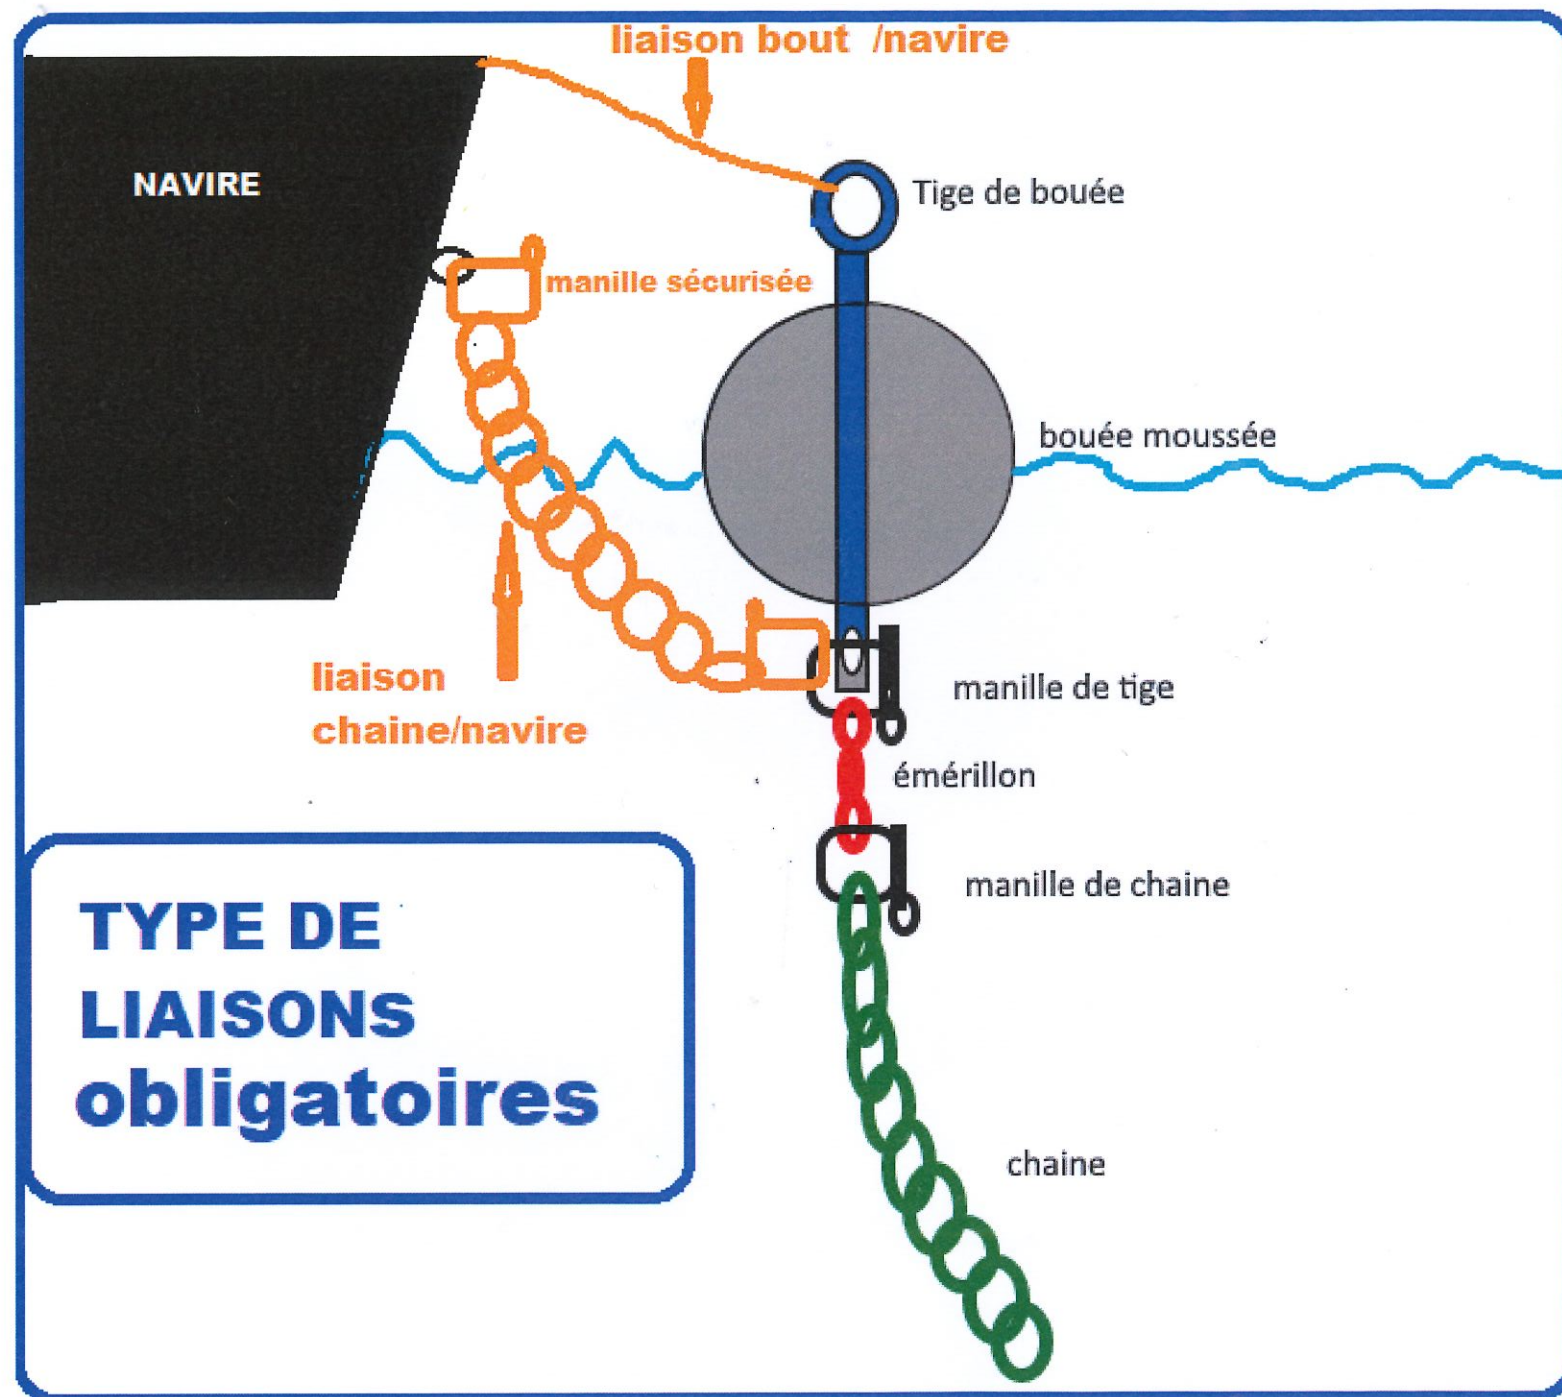 liaison bout /navire
NAVIRE
Tige de bouée
manille sécurisée
bouée moussée
liaison
chaine/navire
manille de tige
émérillon
manille de chaine
TYPE DE
LIAISONS
obligatoires
chaine